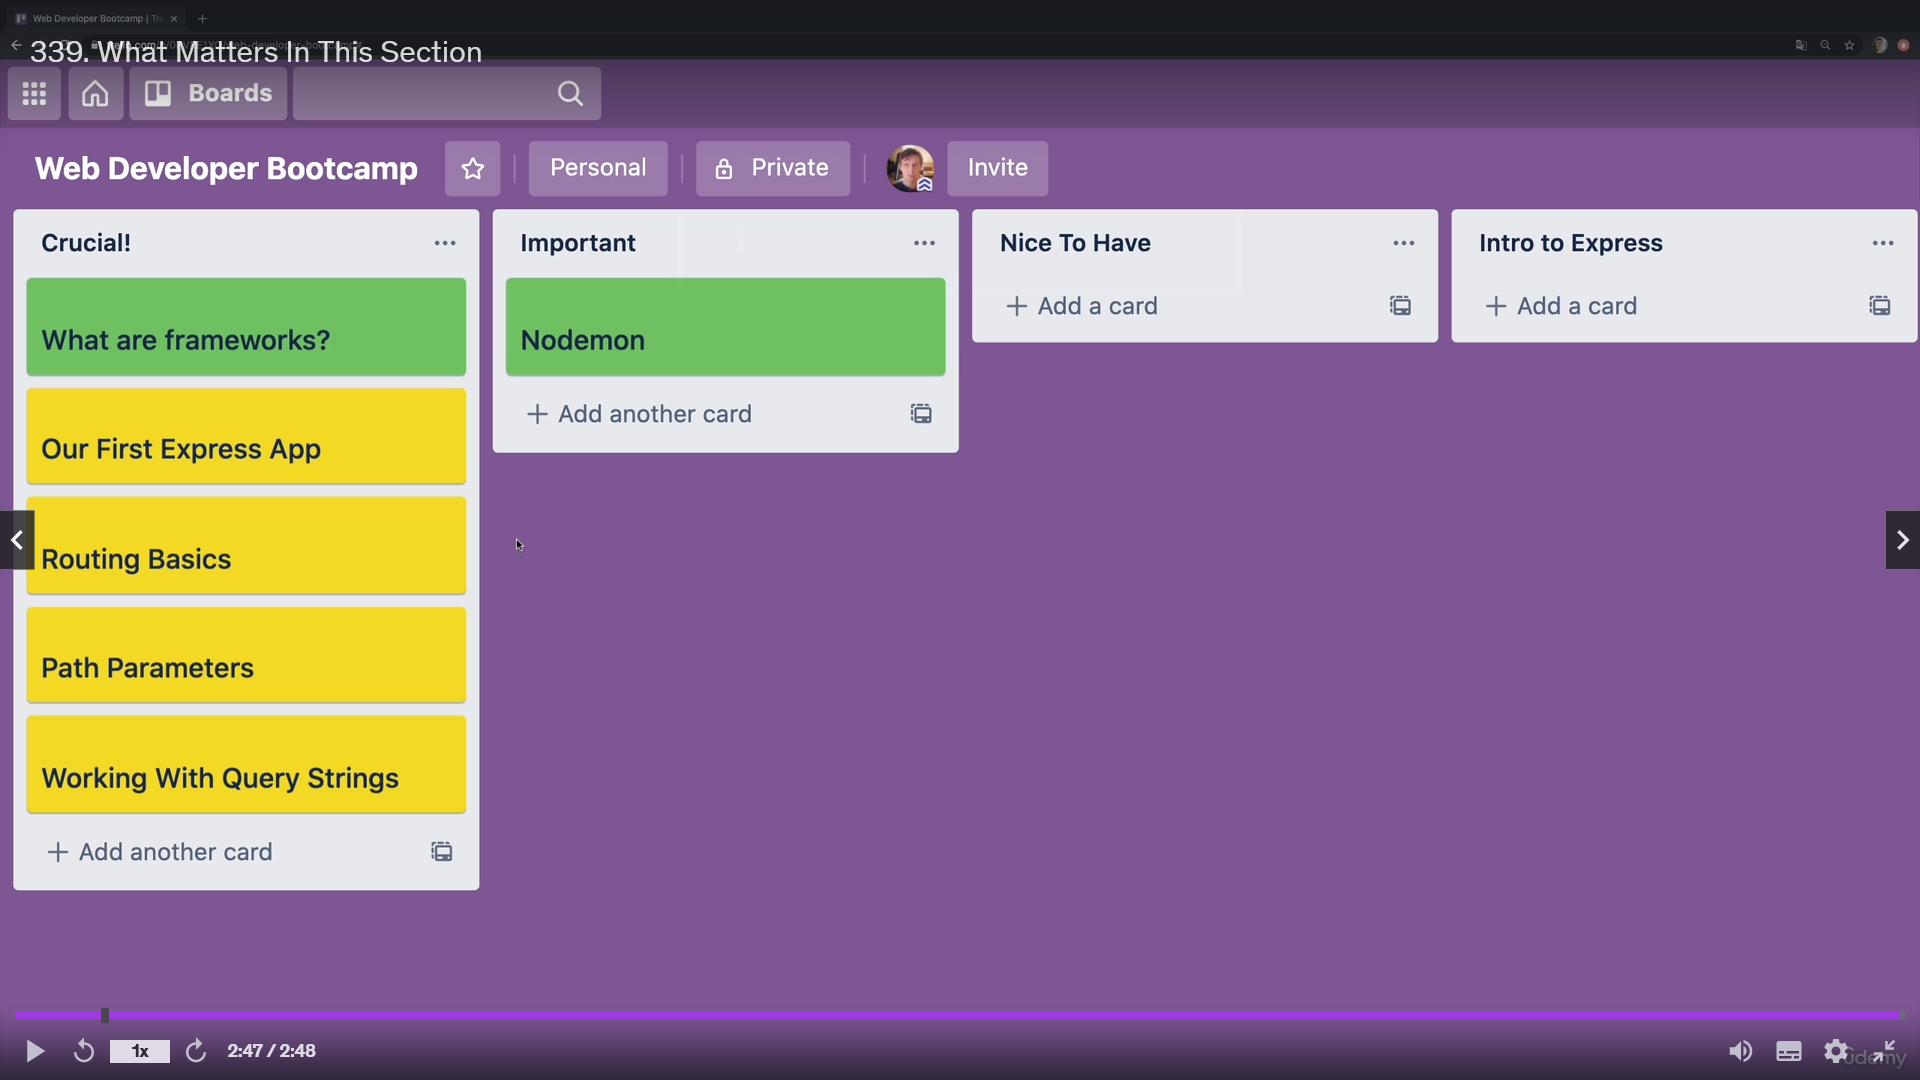 Web Developer Bootcamp | Tr
339. What Matters In This Section
Boards
Web Developer Bootcamp
Personal
Private
Invite
Crucial!
What are frameworks?
Our First Express App
Routing Basics
Path Parameters
Working With Query Strings
Add another card
Important
Nodemon
Add another card
Nice To Have
Add a card
Intro to Express
Add a card
1x
2:47 / 2:48
udemy